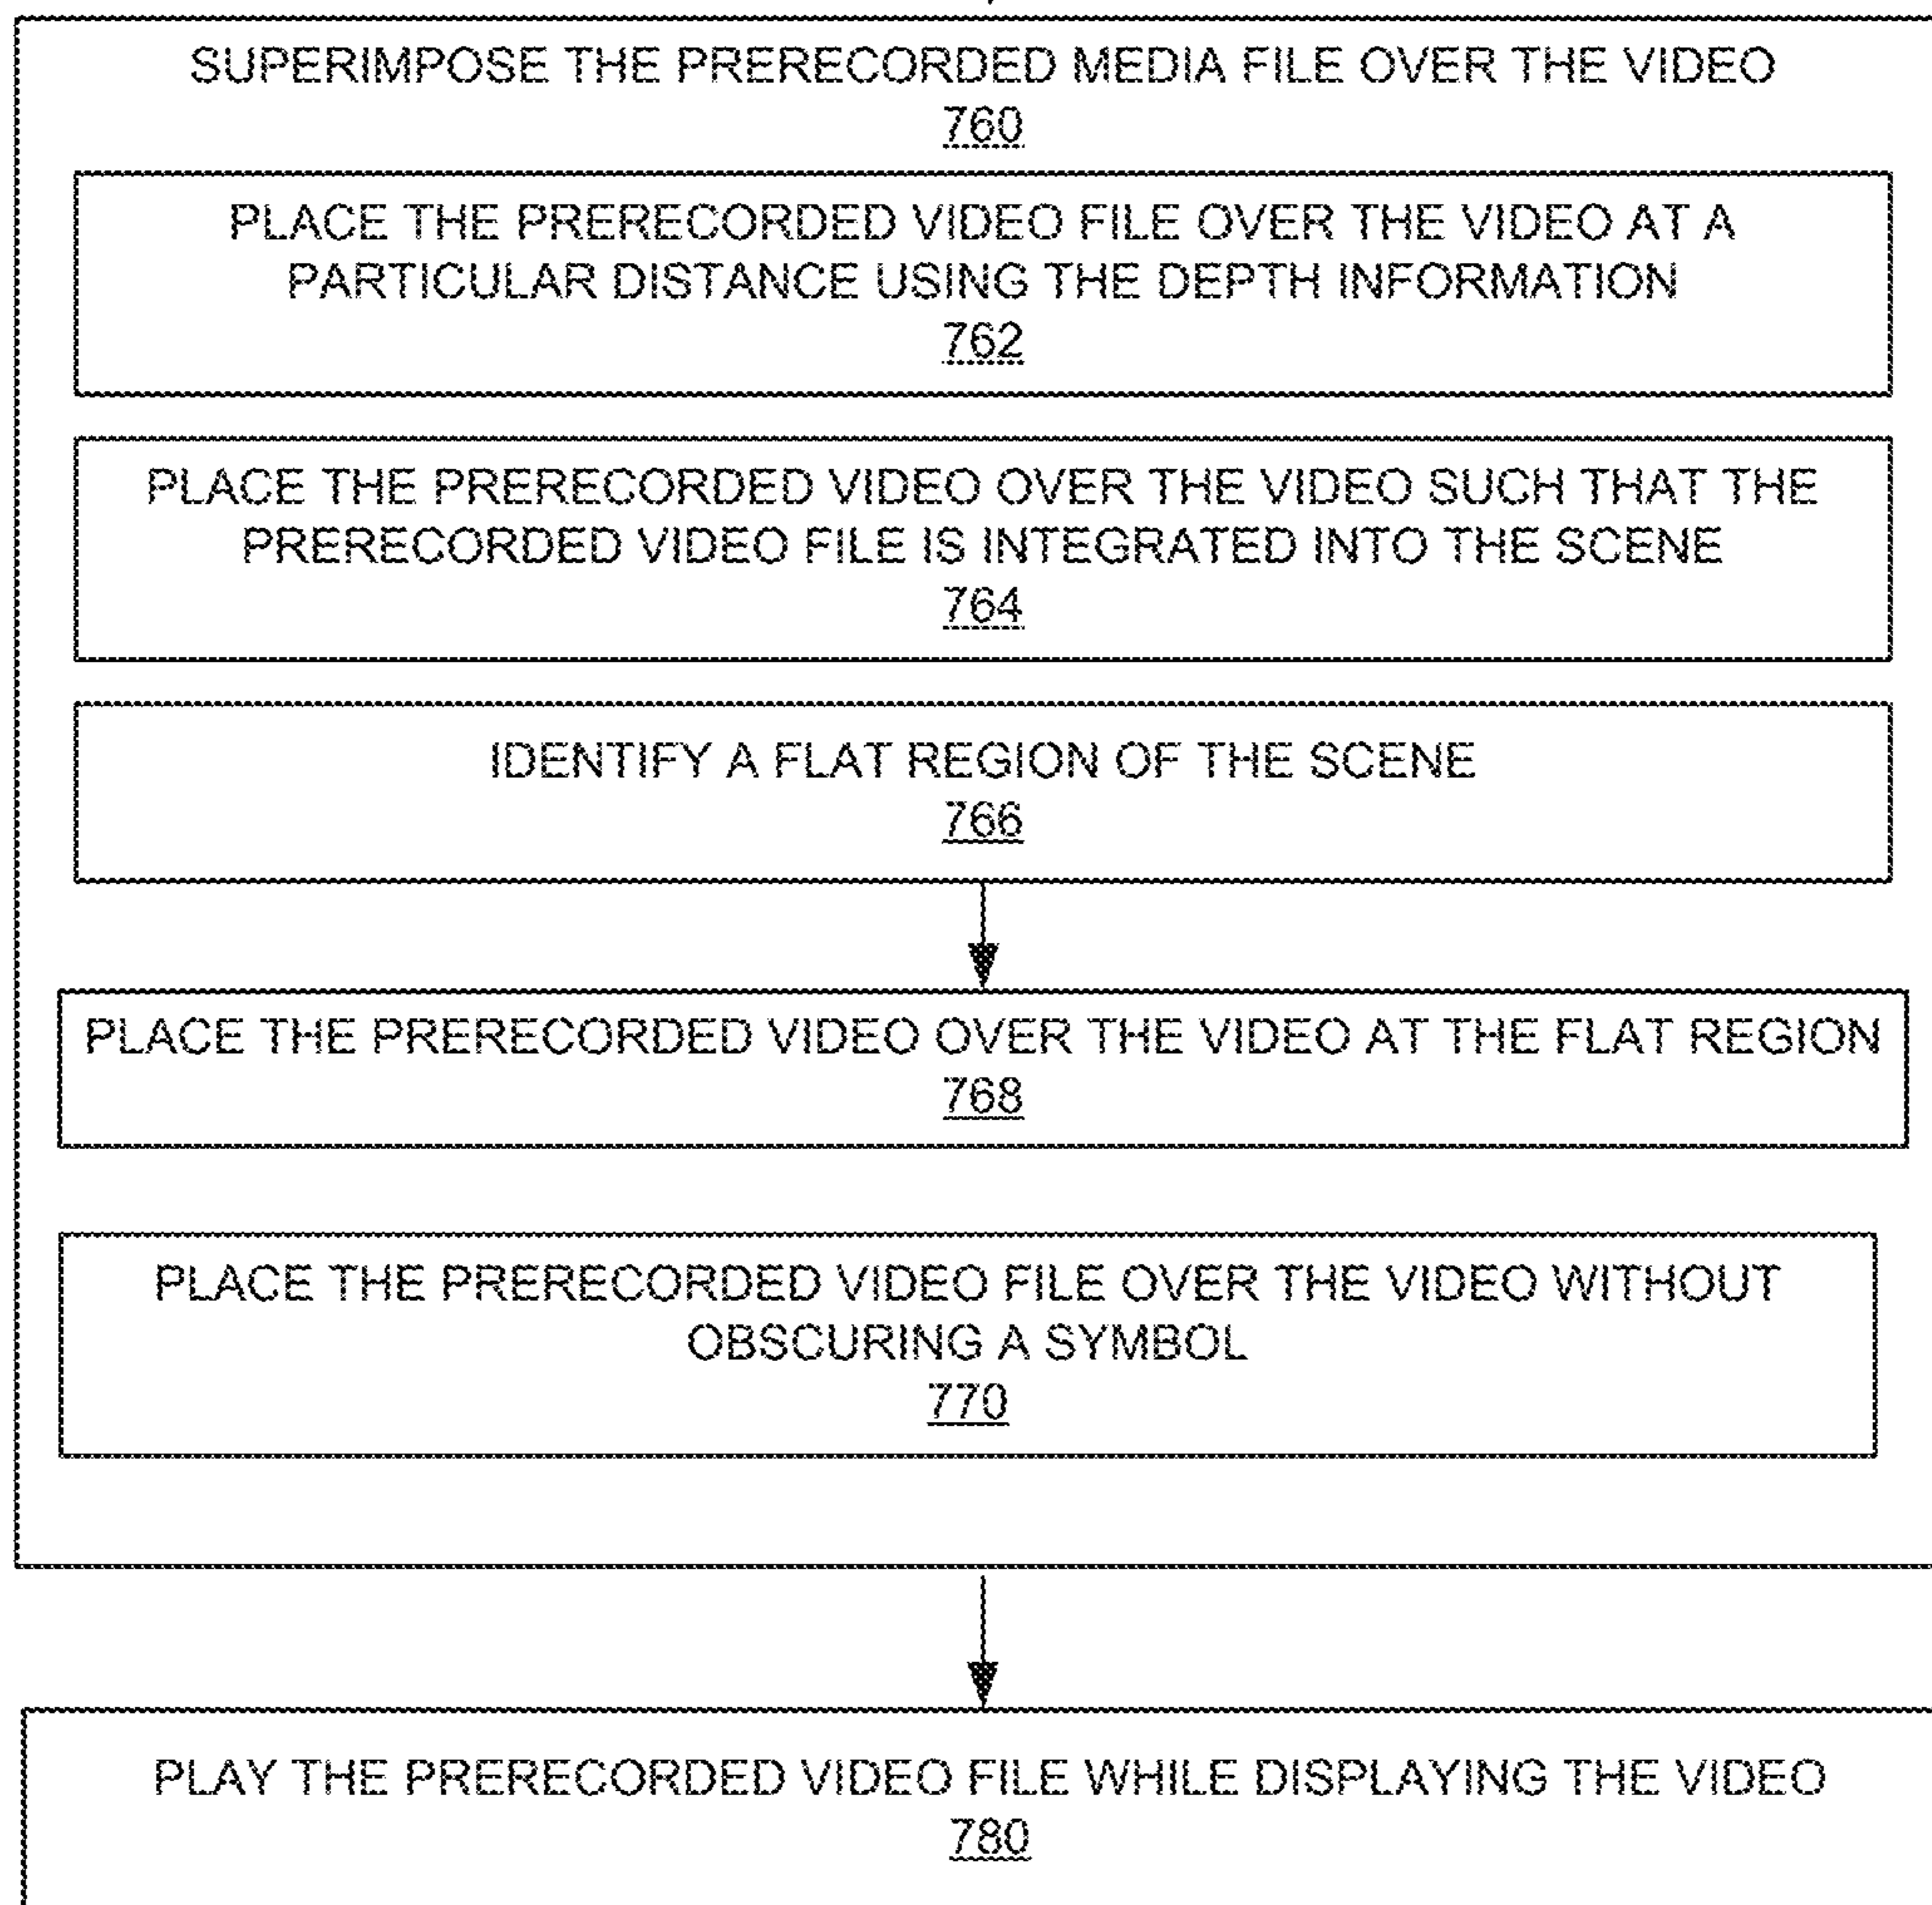 SUPERIMPOSE THE PRERECORDED MEDIA FILE OVER THE VIDEO
760
PLACE THE PRERECORDED VIDEO FILE OVER THE VIDEO AT A
PARTICULAR DISTANCE USING THE DEPTH INFORMATION
762
PLACE THE PRERECORDED VIDEO OVER THE VIDEO SUCH THAT THE
PRERECORDED VIDEO FILE IS INTEGRATED INTO THE SCENE
764
IDENTIFY A FLAT REGION OF THE SCENE
766
PLACE THE PRERECORDED VIDEO OVER THE VIDEO AT THE FLAT REGION
768
PLACE THE PRERECORDED VIDEO FILE OVER THE VIDEO WITHOUT
OBSCURING A SYMBOL
770
PLAY THE PRERECORDED VIDEO FILE WHILE DISPLAYING THE VIDEO
780